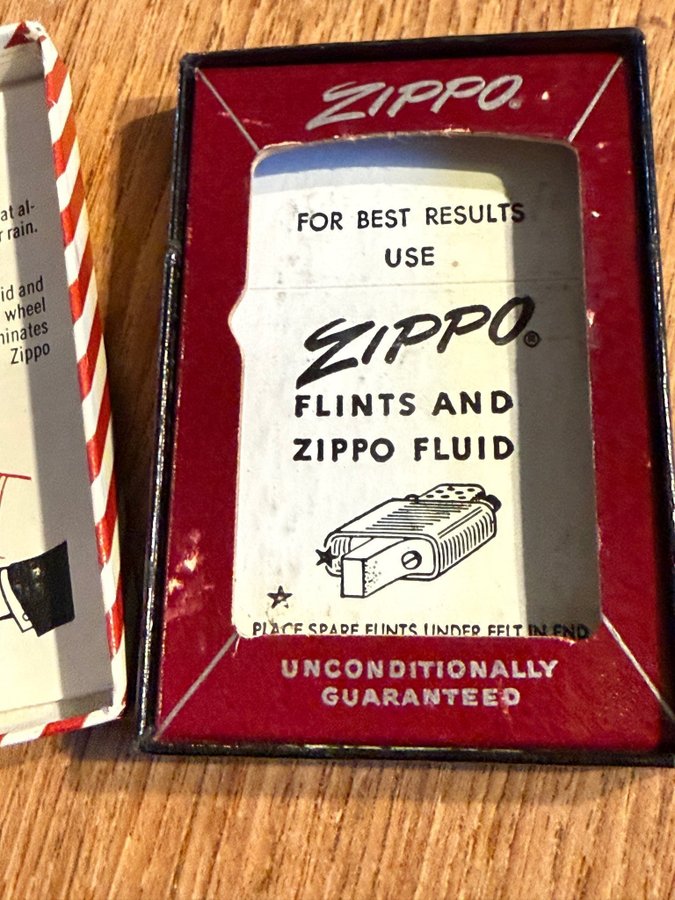 at al-
r rain.
id and
wheel
ninates
Zippo
ZIPPO®
FOR BEST RESULTS
USE
ZIPPO®
FLINTS AND
ZIPPO FLUID
PLACE SPARE FLINTS UNDER FELT IN END
UNCONDITIONALLY
GUARANTEED